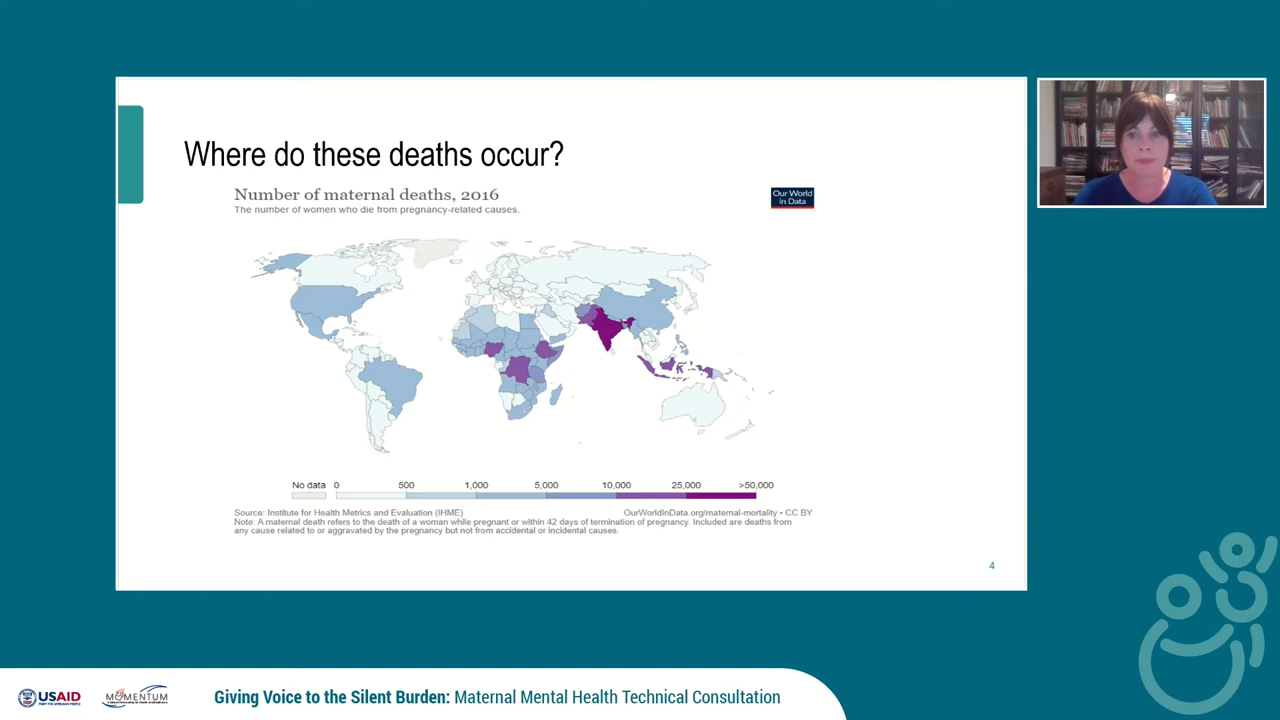 Where do these deaths occur?
Number of maternal deaths, 2016
The number of women who die from pregnancy-related causes.
Our World
in Data
No data 0 500 1,000 5,000 10,000 25,000 >50,000
Source: Institute for Health Metrics and Evaluation (IHME)
OurWorldInData.org/maternal-mortality • CC BY
Note: A maternal death refers to the death of a woman while pregnant or within 42 days of termination of pregnancy. Included are deaths from
any cause related to or aggravated by the pregnancy but not from accidental or incidental causes.
4
USAID
FROM THE AMERICAN PEOPLE
MOMENTUM
Giving Voice to the Silent Burden: Maternal Mental Health Technical Consultation